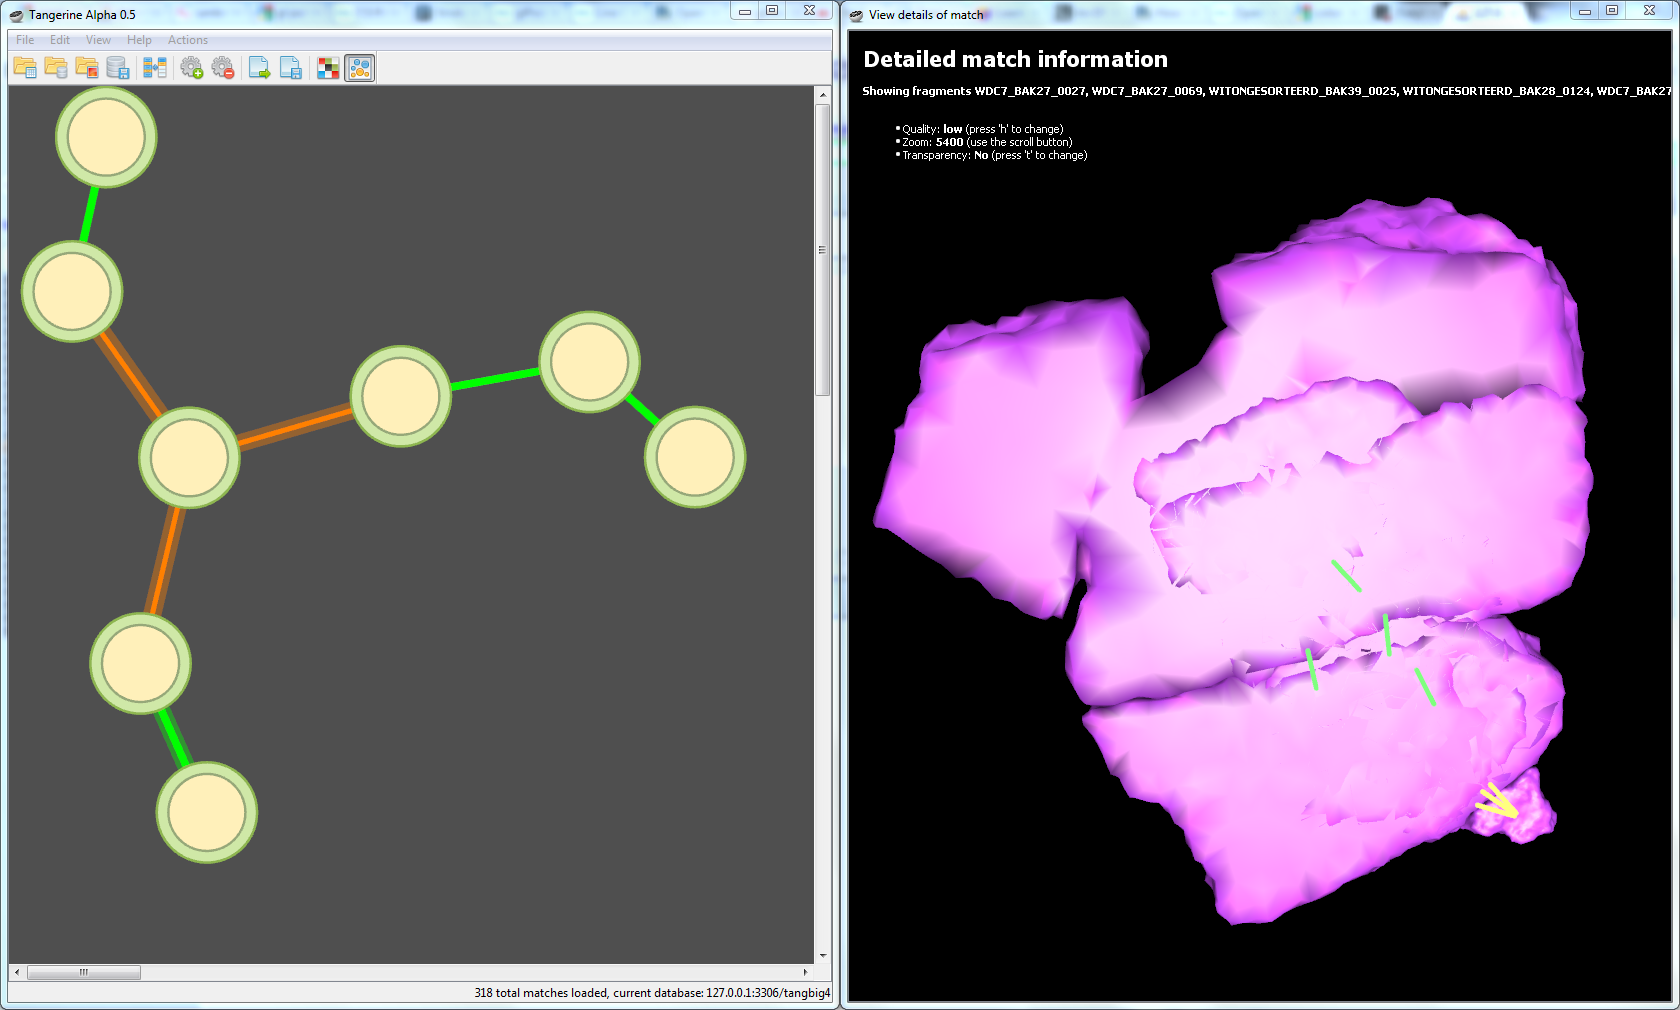 Tangerine Alpha 0.5
File Edit View Help Actions
318 total matches loaded, current database: 127.0.0.1:3306/tangbig4
View details of match
Detailed match information
Showing fragments WDC7_BAK27_0027, WDC7_BAK27_0069, WITONGESORTEERD_BAK39_0025, WITONGESORTEERD_BAK28_0124, WDC7_BAK27
• Quality: low (press 'h' to change)
• Zoom: 5400 (use the scroll button)
• Transparency: No (press 't' to change)